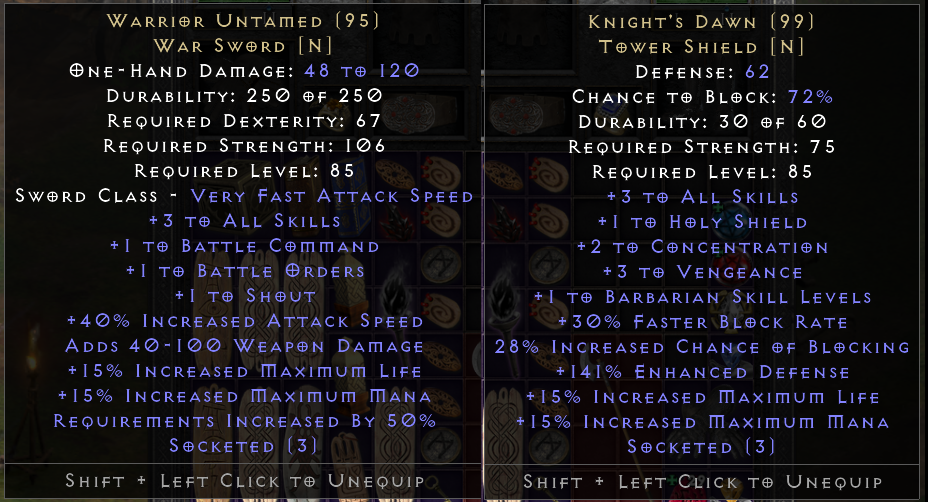 Warrior Untamed (95)
War Sword [N]
One-Hand Damage: 48 to 120
Durability: 250 of 250
Required Dexterity: 67
Required Strength: 106
Required Level: 85
Sword Class - Very Fast Attack Speed
+3 to All Skills
+1 to Battle Command
+1 to Battle Orders
+1 to Shout
+40% Increased Attack Speed
Adds 40-100 Weapon Damage
+15% Increased Maximum Life
+15% Increased Maximum Mana
Requirements Increased By 50%
Socketed (3)
Shift + Left Click to Unequip
Knight's Dawn (99)
Tower Shield [N]
Defense: 62
Chance to Block: 72%
Durability: 30 of 60
Required Strength: 75
Required Level: 85
+3 to All Skills
+1 to Holy Shield
+2 to Concentration
+3 to Vengeance
+1 to Barbarian Skill Levels
+30% Faster Block Rate
28% Increased Chance of Blocking
+141% Enhanced Defense
+15% Increased Maximum Life
+15% Increased Maximum Mana
Socketed (3)
Shift + Left Click to Unequip